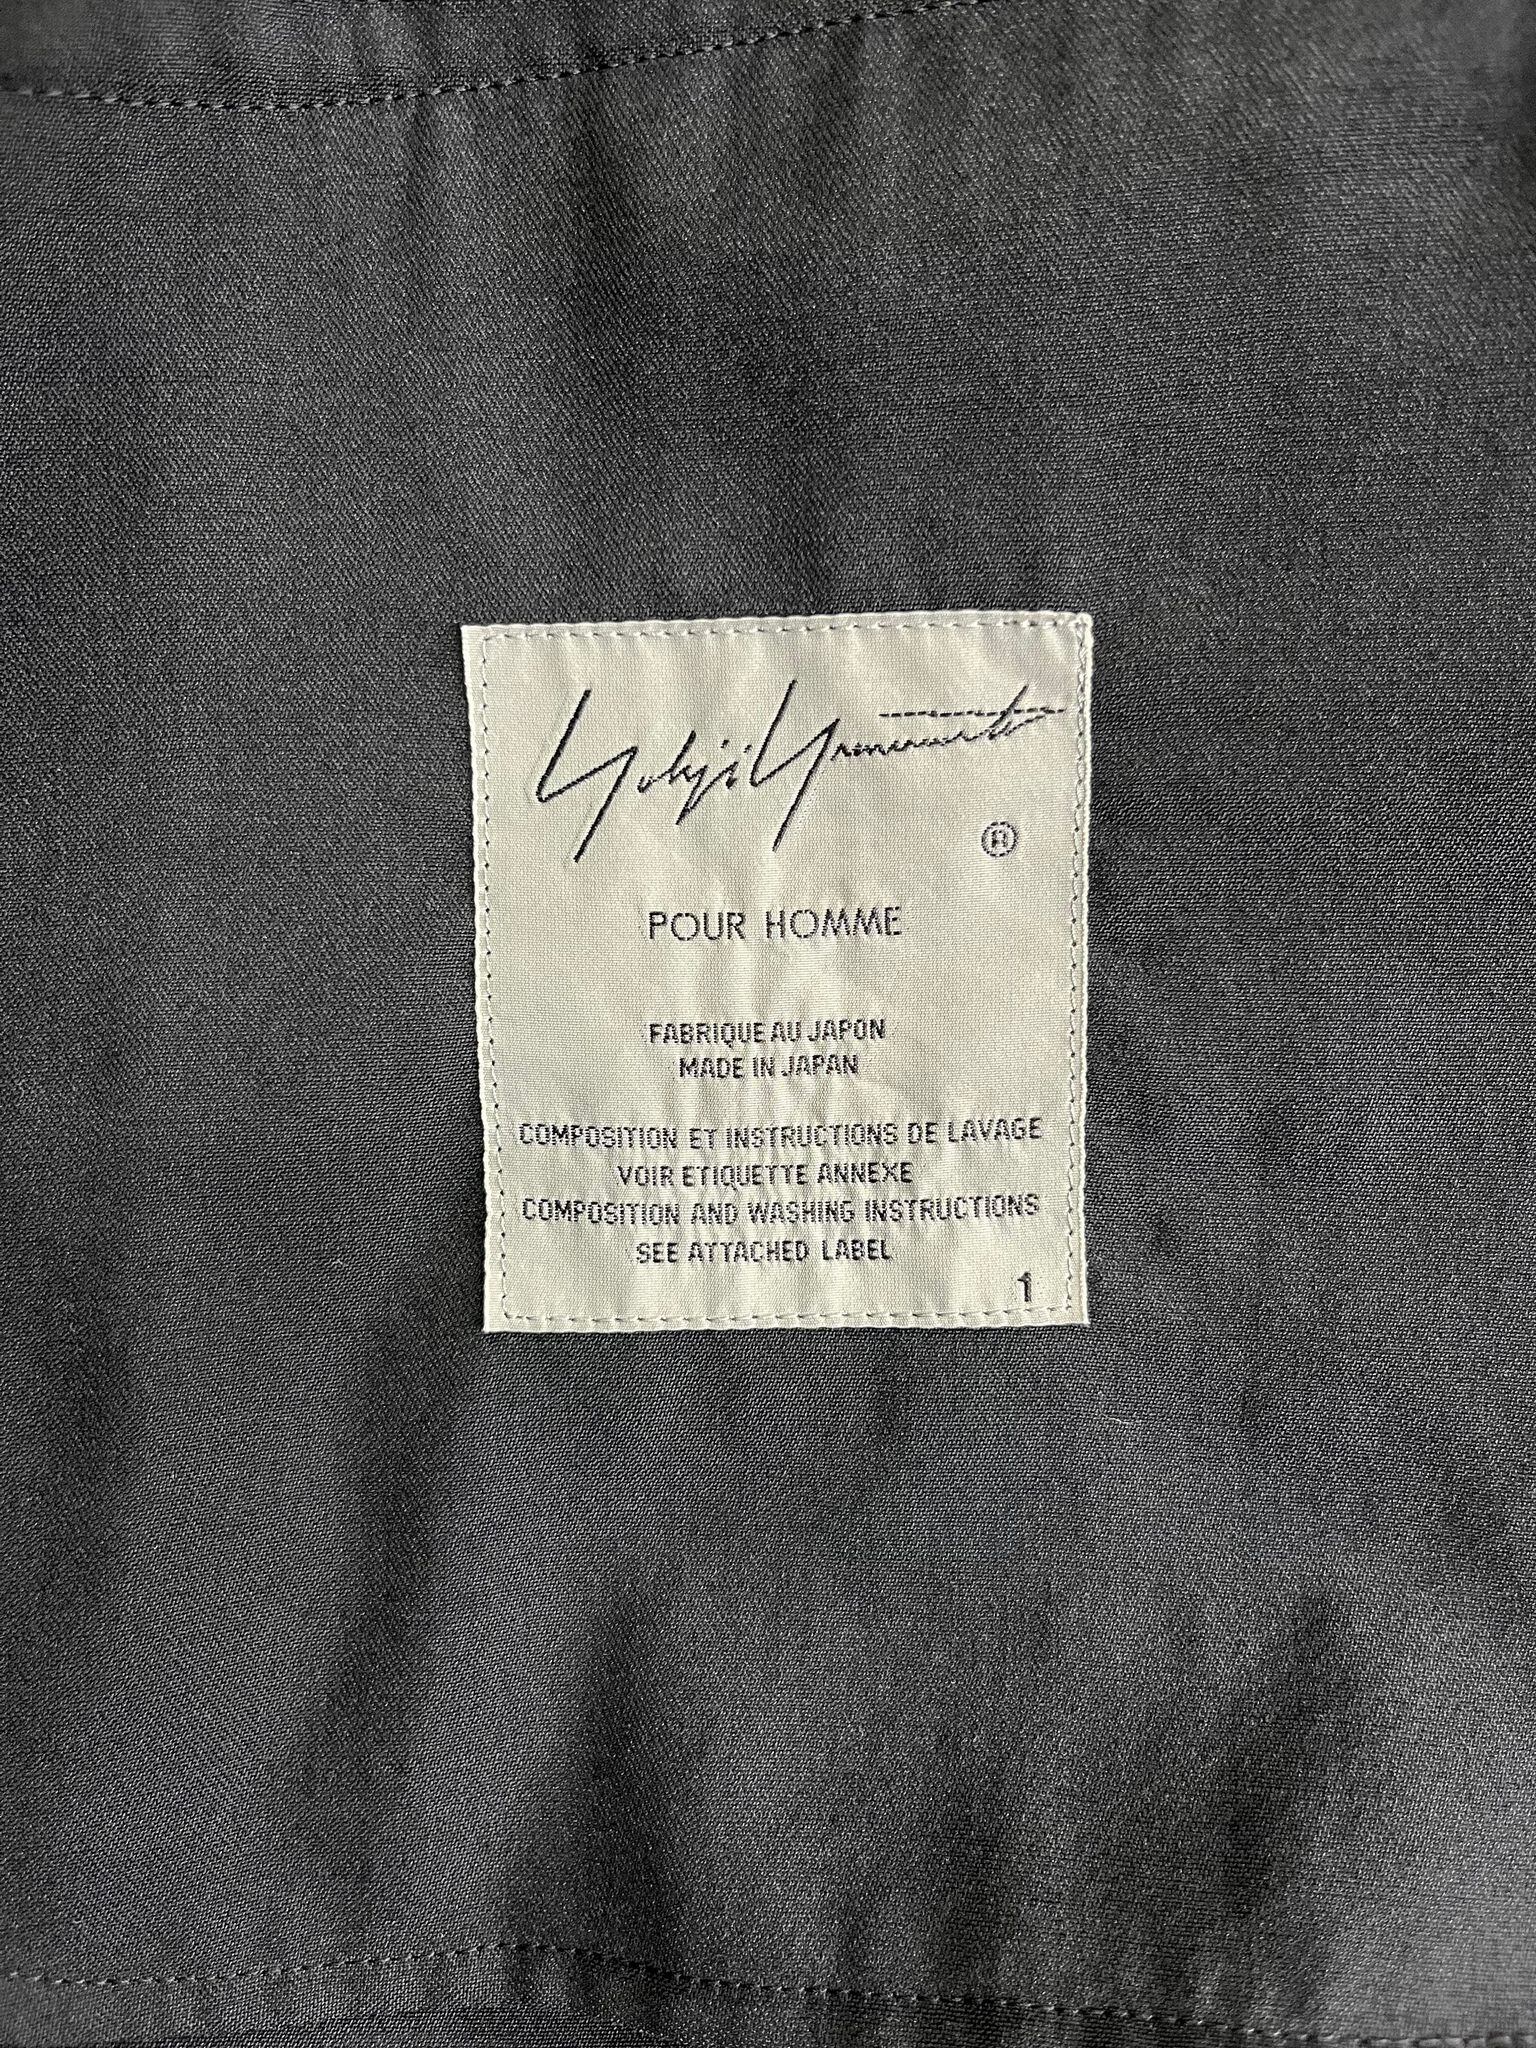 Yohji Yamamoto
®
POUR HOMME
FABRIQUE AU JAPON
MADE IN JAPAN
COMPOSITION ET INSTRUCTIONS DE LAVAGE
VOIR ETIQUETTE ANNEXE
COMPOSITION AND WASHING INSTRUCTIONS
SEE ATTACHED LABEL
1